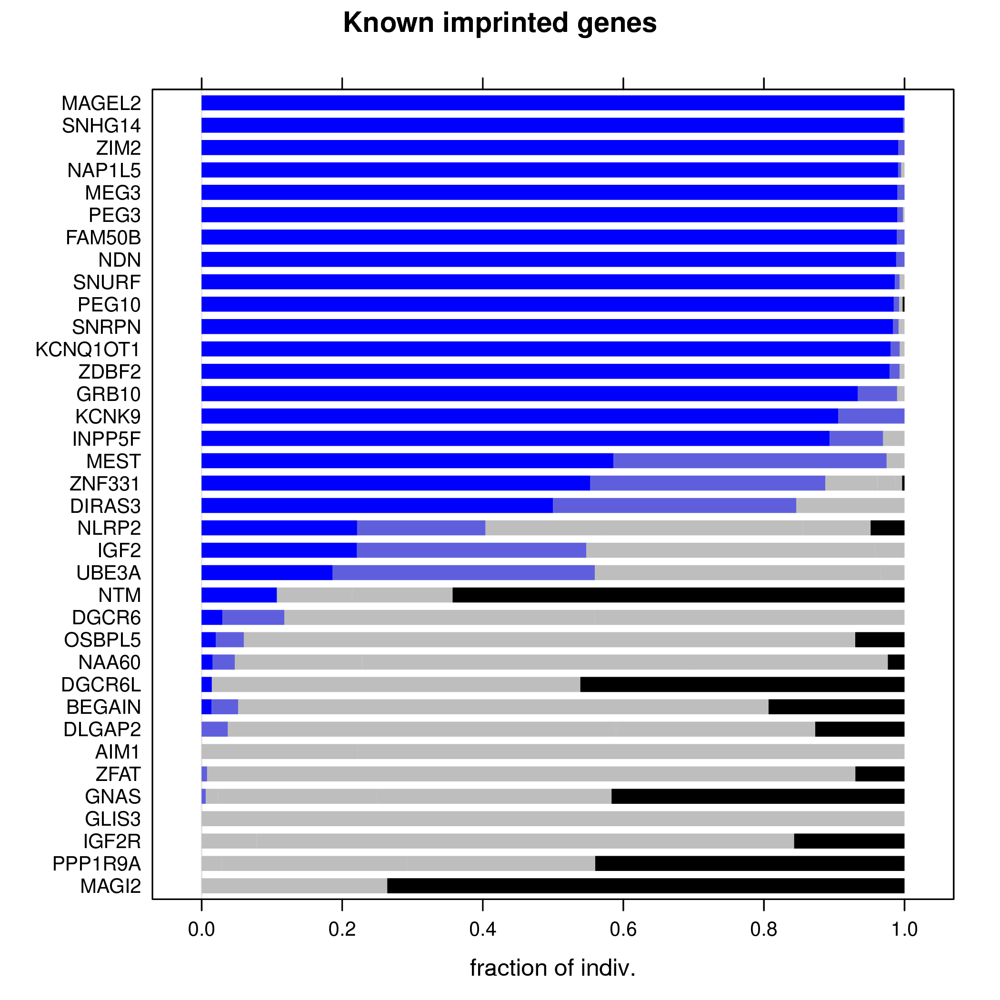 Known imprinted genes
MAGEL2
SNHG14
ZIM2
NAP1L5
MEG3
PEG3
FAM50B
NDN
SNURF
PEG10
SNRPN
KCNQ1OT1
ZDBF2
GRB10
KCNK9
INPP5F
MEST
ZNF331
DIRAS3
NLRP2
IGF2
UBE3A
NTM
DGCR6
OSBPL5
NAA60
DGCR6L
BEGAIN
DLGAP2
AIM1
ZFAT
GNAS
GLIS3
IGF2R
PPP1R9A
MAGI2
0.0 0.2 0.4 0.6 0.8 1.0
fraction of indiv.